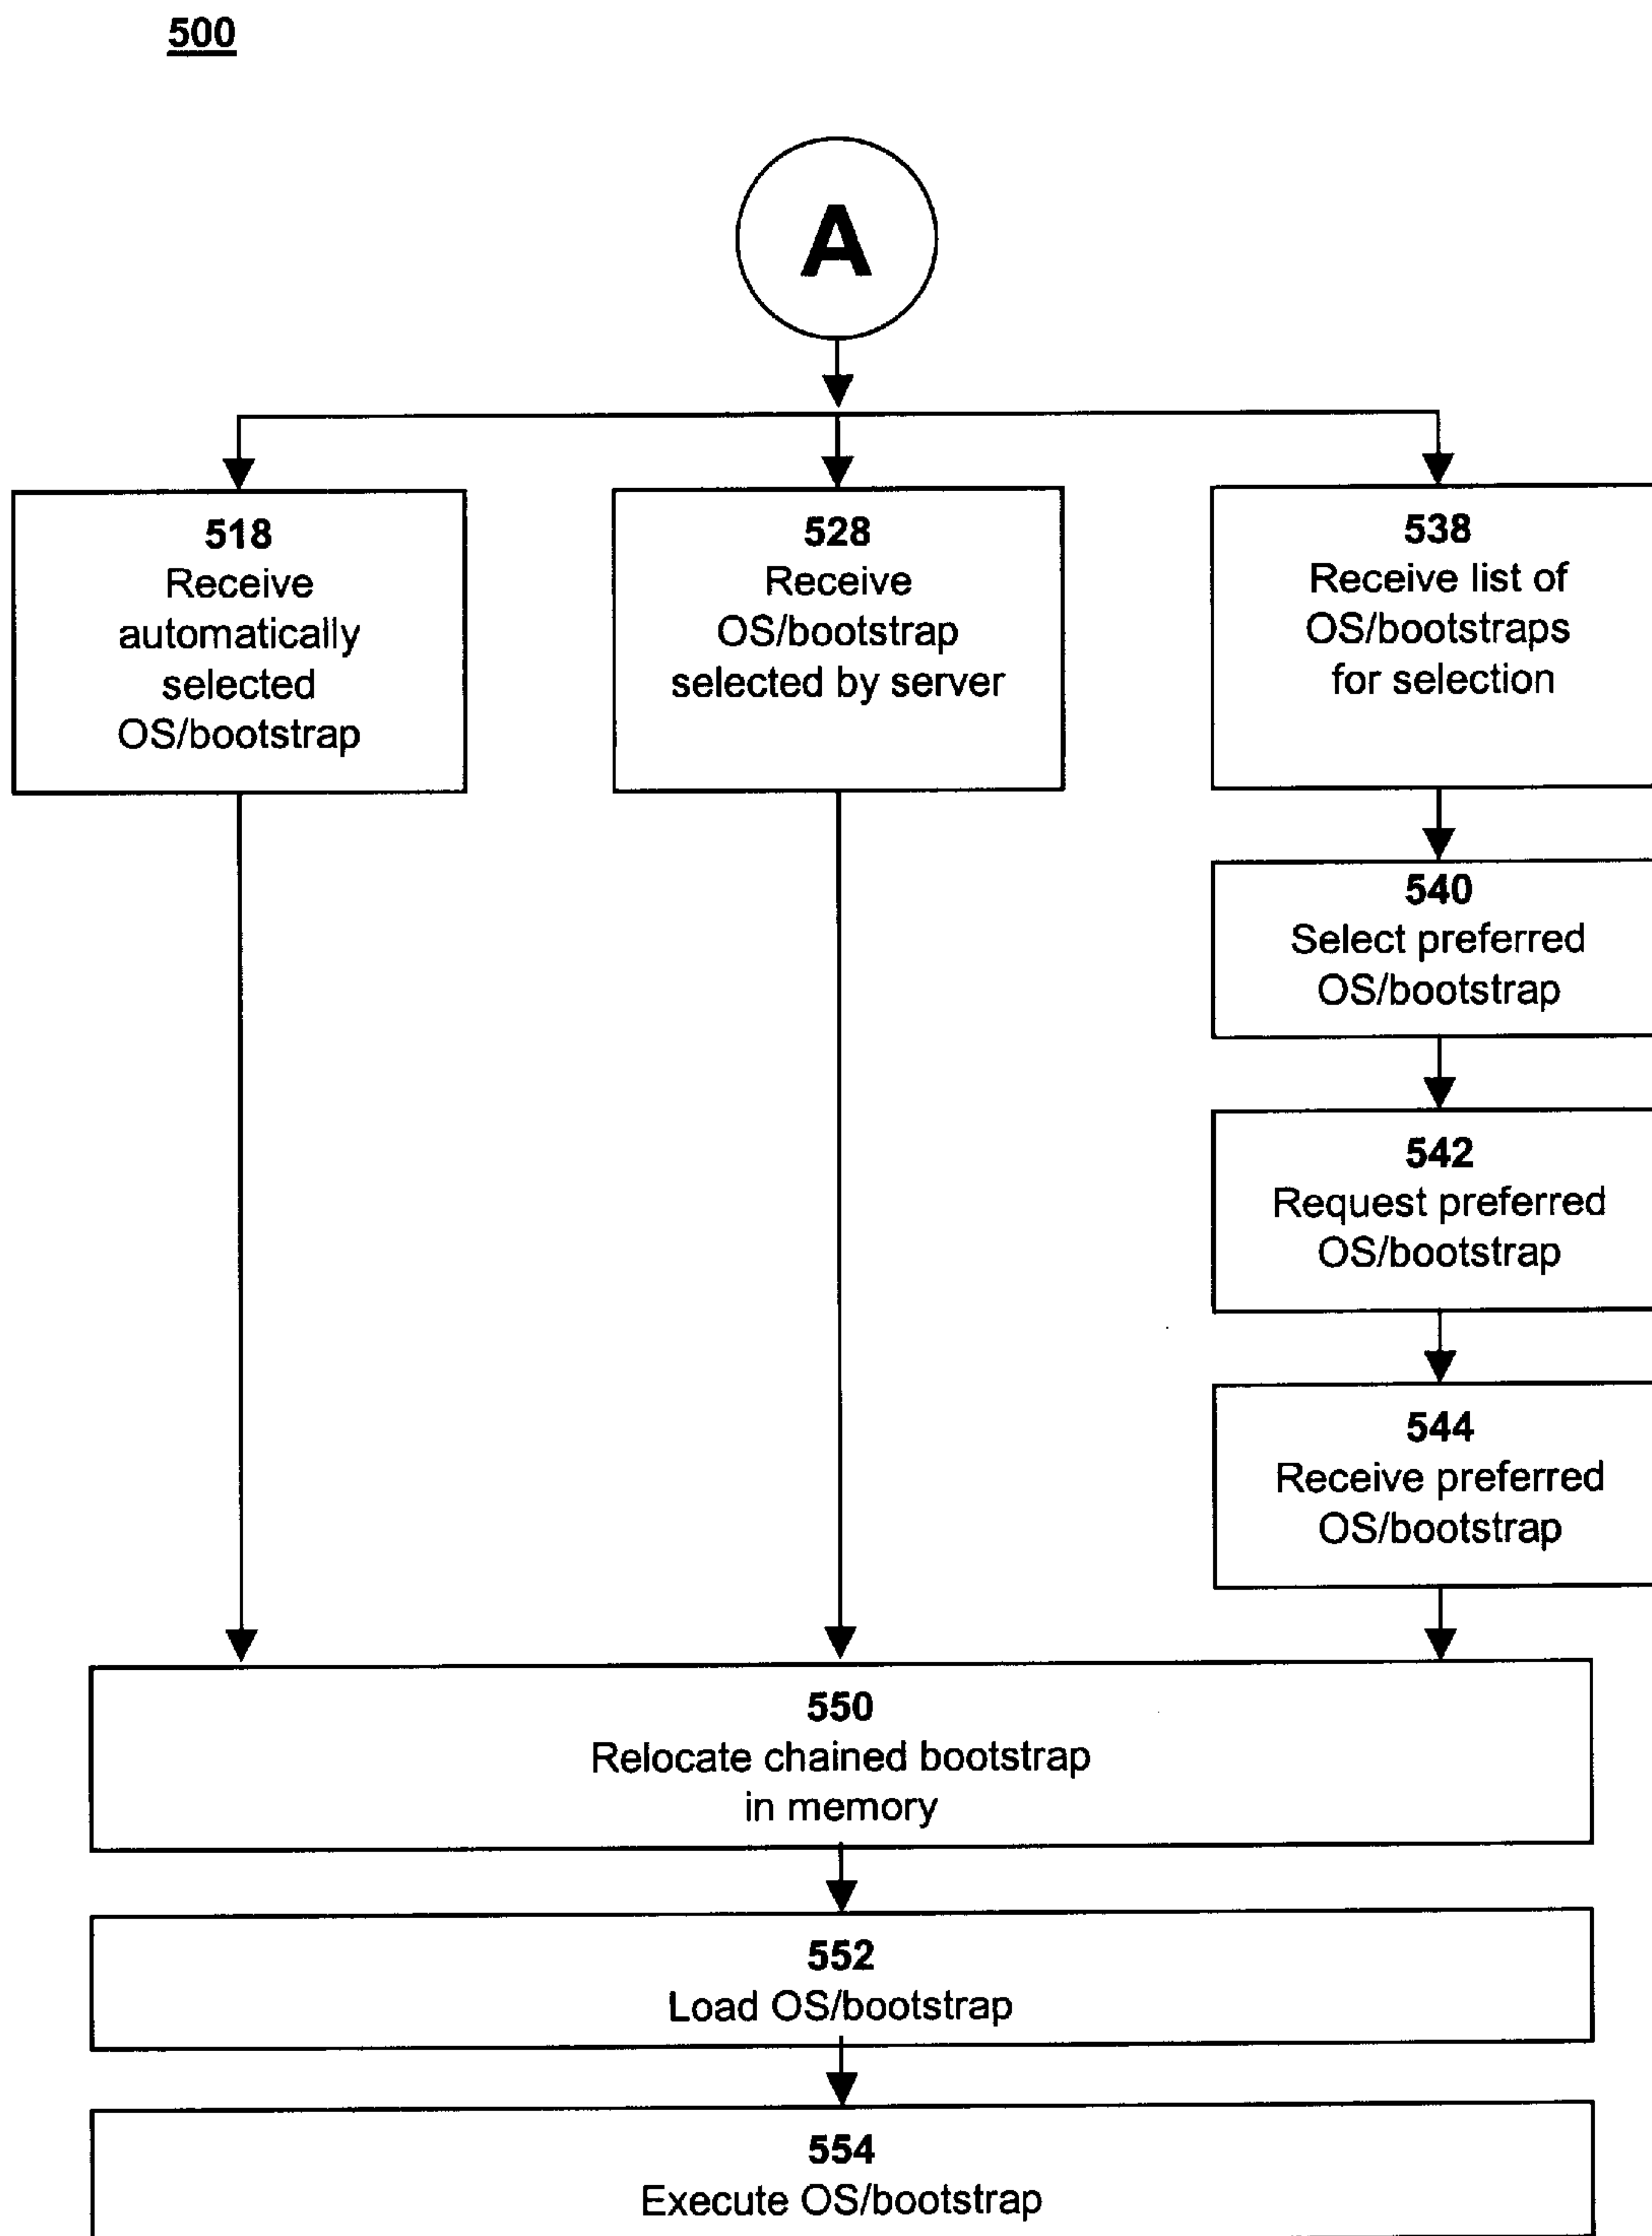 500
A
518
Receive
automatically
selected
OS/bootstrap
528
Receive
OS/bootstrap
selected by server
538
Receive list of
OS/bootstraps
for selection
540
Select preferred
OS/bootstrap
542
Request preferred
OS/bootstrap
544
Receive preferred
OS/bootstrap
550
Relocate chained bootstrap
in memory
552
Load OS/bootstrap
554
Execute OS/bootstrap